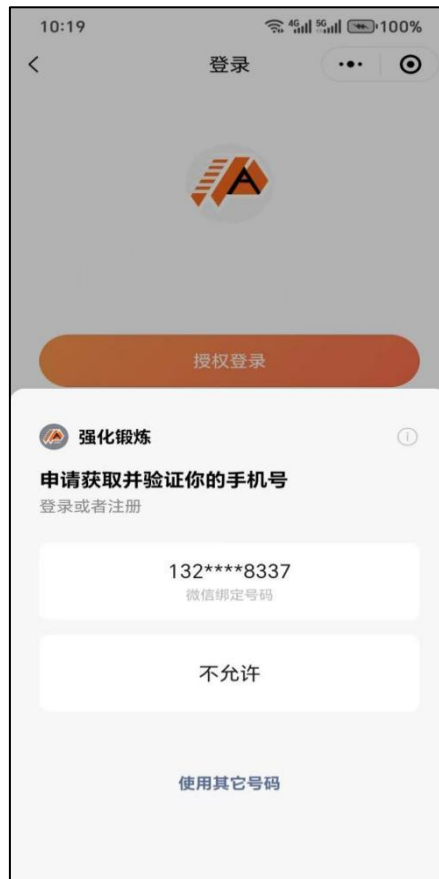 10:19
4G 5G 100%
登录
A
授权登录
强化锻炼
申请获取并验证你的手机号
登录或者注册
132****8337
微信绑定号码
不允许
使用其它号码